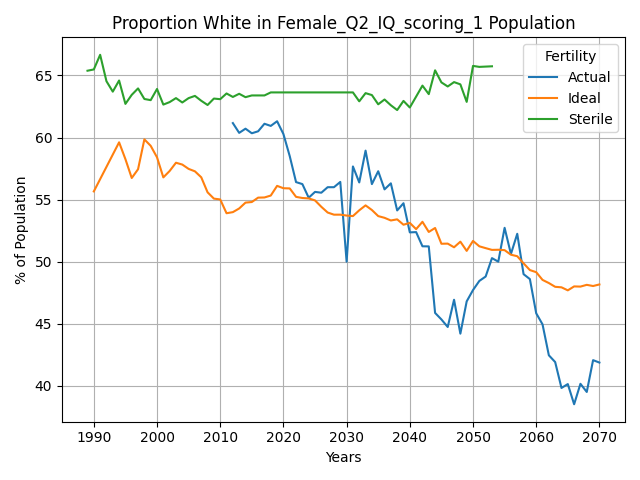 Proportion White in Female_Q2_IQ_scoring_1 Population
% of Population
65
60
55
50
45
40
Fertility
Actual
Ideal
Sterile
1990
2000
2010
2020
2030
2040
2050
2060
2070
Years